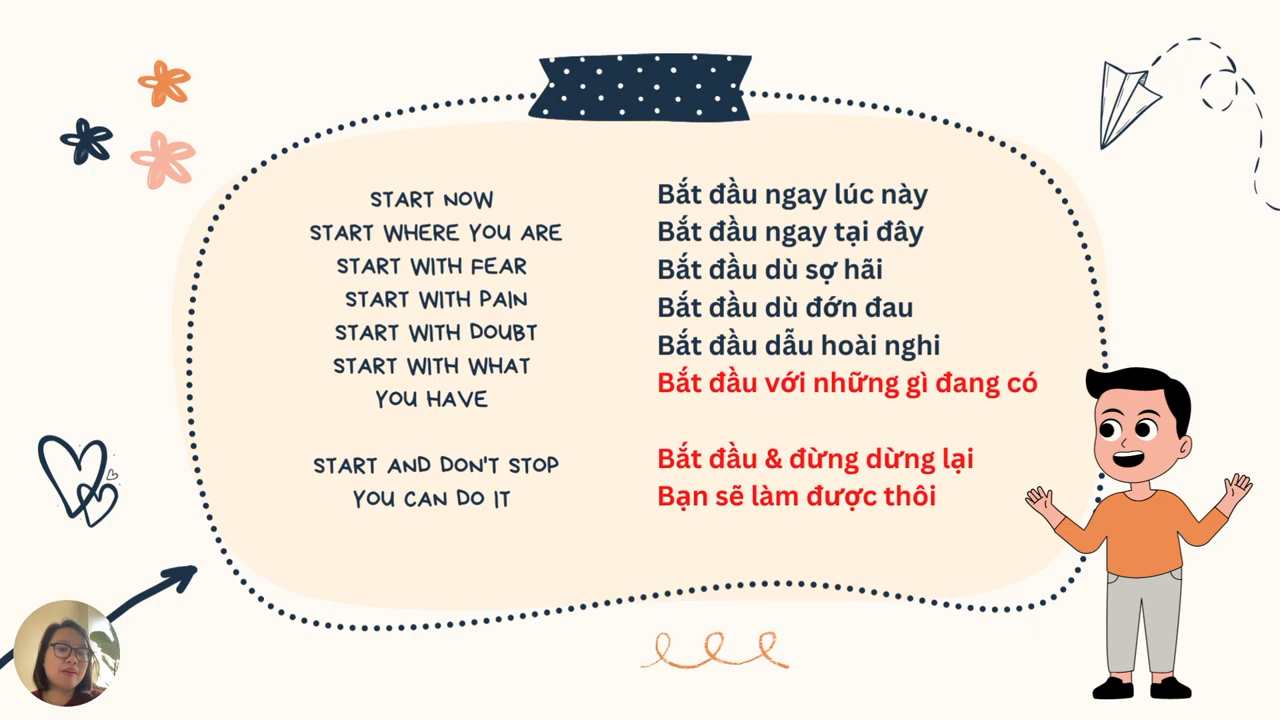 START NOW
START WHERE YOU ARE
START WITH FEAR
START WITH PAIN
START WITH DOUBT
START WITH WHAT
YOU HAVE
START AND DON'T STOP
YOU CAN DO IT
Bắt đầu ngay lúc này
Bắt đầu ngay tại đây
Bắt đầu dù sợ hãi
Bắt đầu dù đớn đau
Bắt đầu dẫu hoài nghi
Bắt đầu với những gì đang có
Bắt đầu & đừng dừng lại
Bạn sẽ làm được thôi